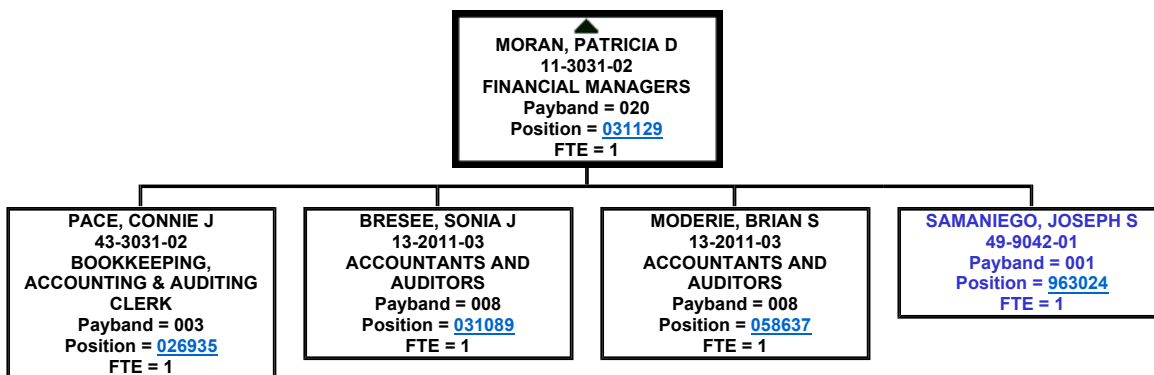 MORAN, PATRICIA D
11-3031-02
FINANCIAL MANAGERS
Payband = 020
Position = 031129
FTE = 1
PACE, CONNIE J
43-3031-02
BOOKKEEPING,
ACCOUNTING & AUDITING
CLERK
Payband = 003
Position = 026935
FTE = 1
BRESEE, SONIA J
13-2011-03
ACCOUNTANTS AND
AUDITORS
Payband = 008
Position = 031089
FTE = 1
MODERIE, BRIAN S
13-2011-03
ACCOUNTANTS AND
AUDITORS
Payband = 008
Position = 058637
FTE = 1
SAMANIEGO, JOSEPH S
49-9042-01
Payband = 001
Position = 963024
FTE = 1